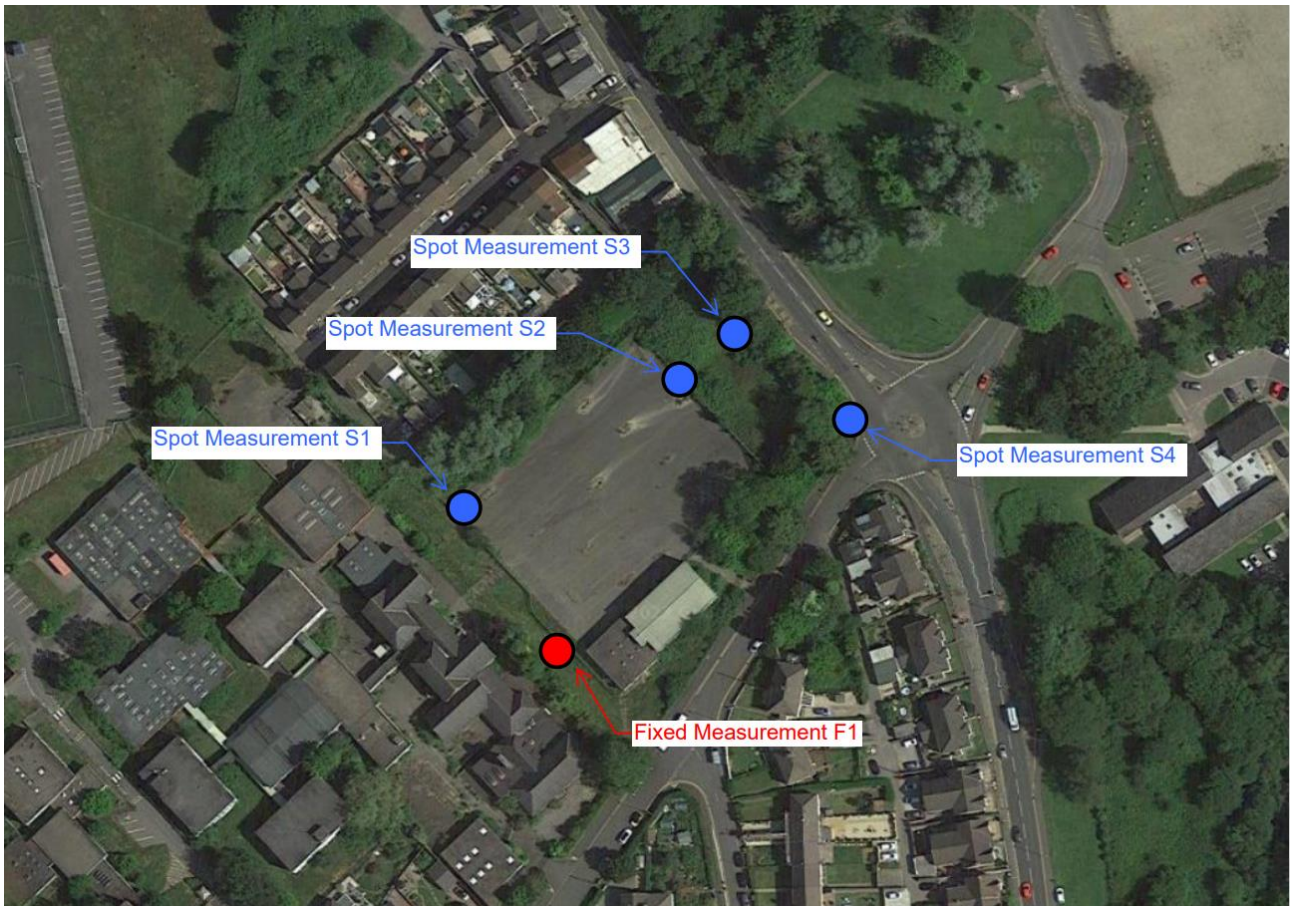 Spot Measurement S3
Spot Measurement S2
Spot Measurement S1
Spot Measurement S4
Fixed Measurement F1